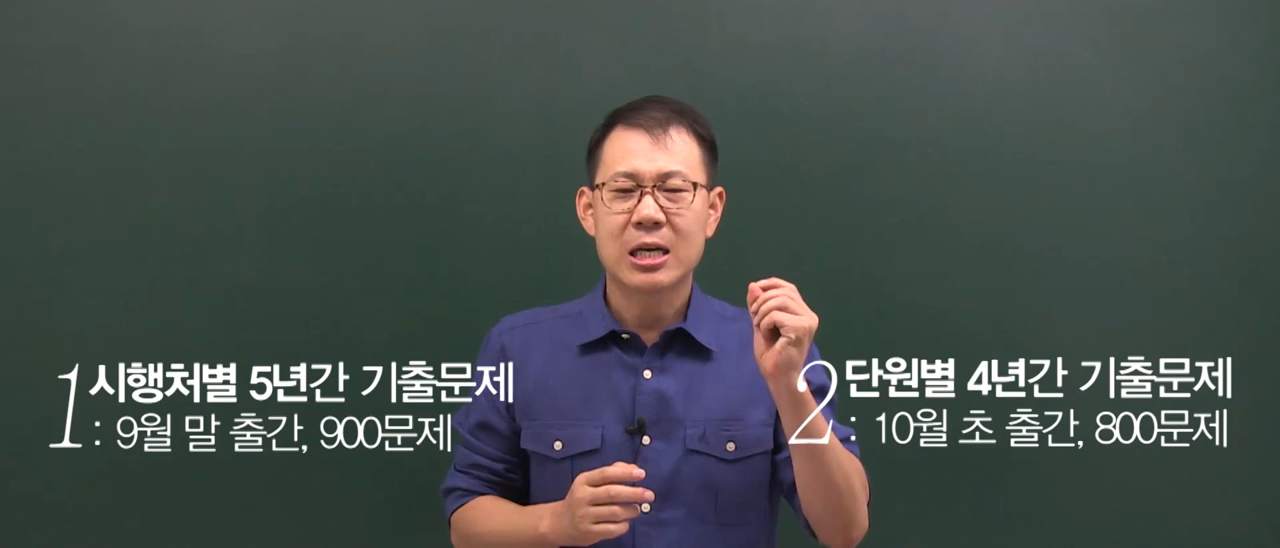 1 시행처별 5년간 기출문제
: 9월 말 출간, 900문제
2 단원별 4년간 기출문제
: 10월 초 출간, 800문제